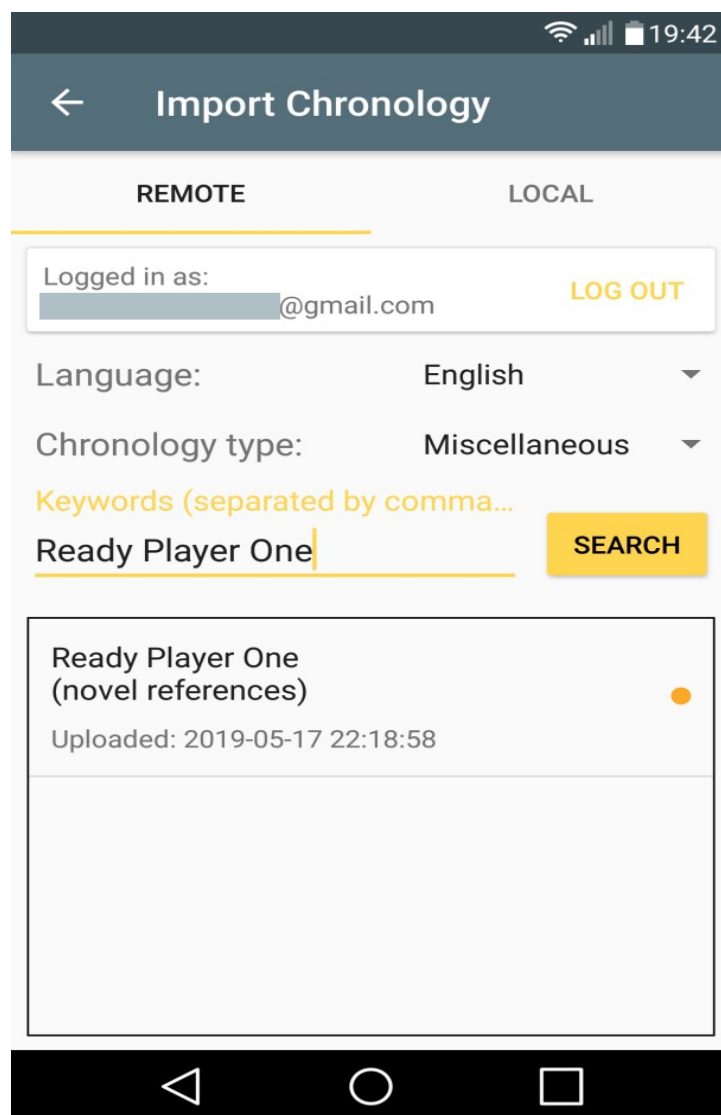 19:42
Import Chronology
REMOTE LOCAL
Logged in as:
@gmail.com
LOG OUT
Language: English
Chronology type: Miscellaneous
Keywords (separated by comma...
Ready Player One
SEARCH
Ready Player One
(novel references)
Uploaded: 2019-05-17 22:18:58